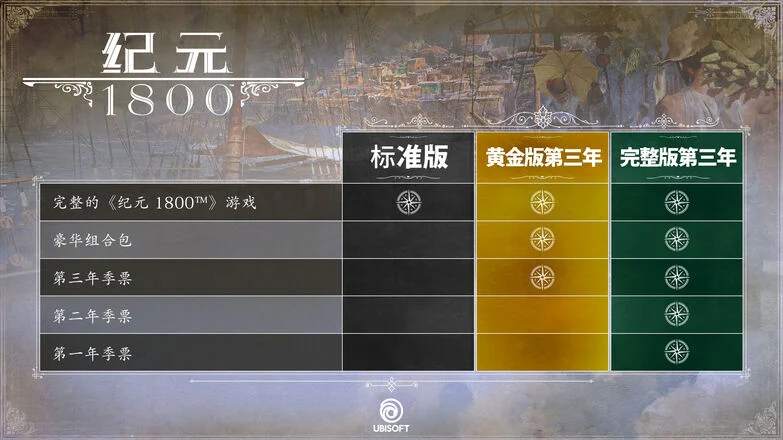 纪元
1800
标准版 黄金版第三年 完整版第三年
完整的《纪元 1800™》游戏
豪华组合包
第三年季票
第二年季票
第一年季票
UBISOFT